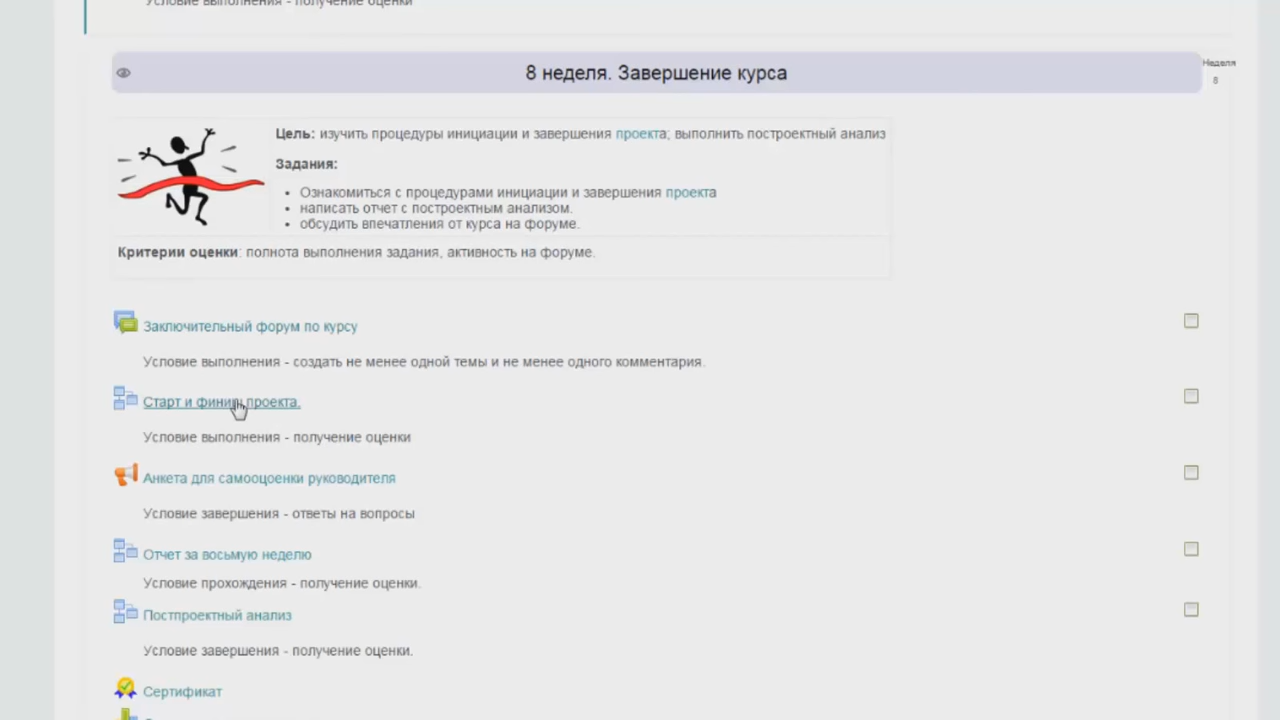 Условие выполнения - получение оценки
8 неделя. Завершение курса
Неделя
8
Цель: изучить процедуры инициации и завершения проекта; выполнить построектный анализ
Задания:
Ознакомиться с процедурами инициации и завершения проекта
написать отчет с построектным анализом.
обсудить впечатления от курса на форуме.
Критерии оценки: полнота выполнения задания, активность на форуме.
Заключительный форум по курсу
Условие выполнения - создать не менее одной темы и не менее одного комментария.
Старт и финиш проекта.
Условие выполнения - получение оценки
Анкета для самооцоенки руководителя
Условие завершения - ответы на вопросы
Отчет за восьмую неделю
Условие прохождения - получение оценки.
Постпроектный анализ
Условие завершения - получение оценки.
Сертификат